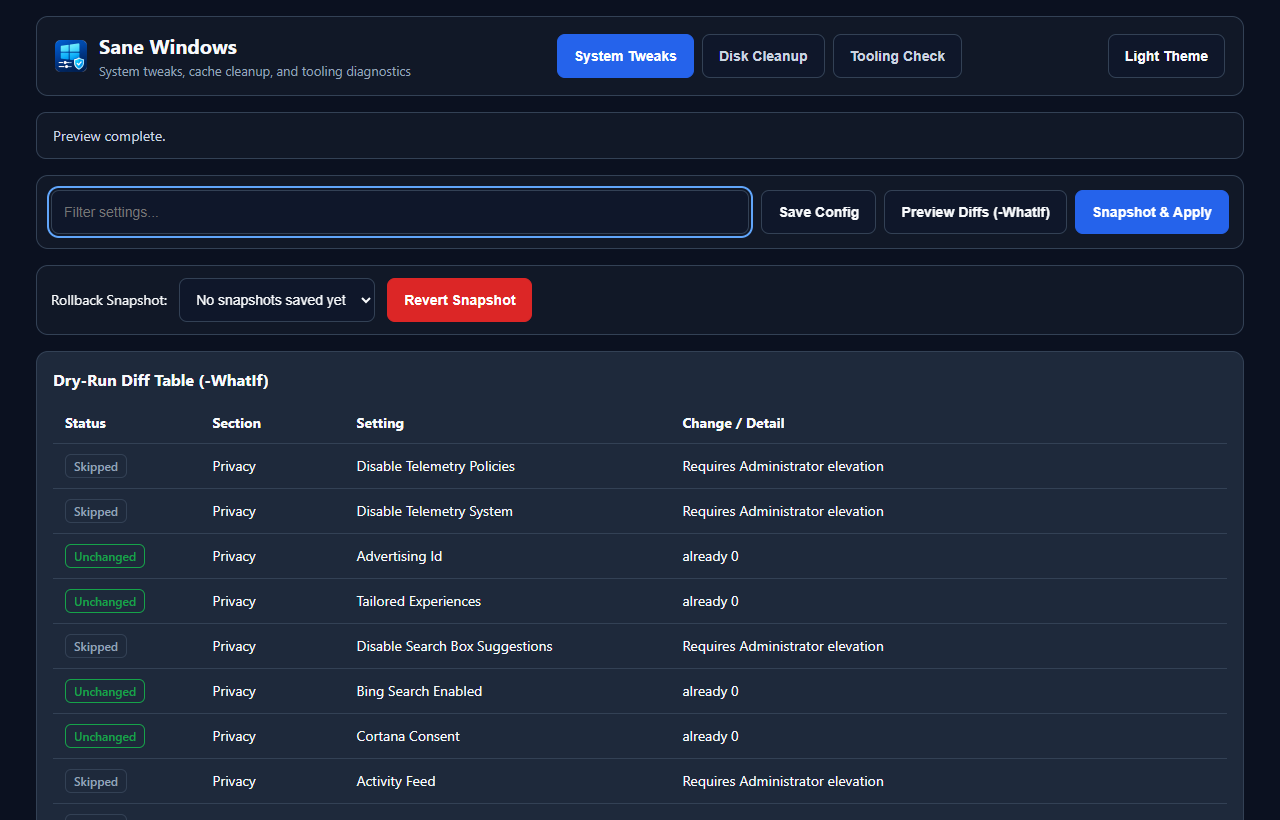 Sane Windows
System tweaks, cache cleanup, and tooling diagnostics
System Tweaks
Disk Cleanup
Tooling Check
Light Theme
Preview complete.
Filter settings...
Save Config
Preview Diffs (-WhatIf)
Snapshot & Apply
Rollback Snapshot:
No snapshots saved yet
Revert Snapshot
Dry-Run Diff Table (-WhatIf)
Status Section Setting Change / Detail
Skipped Privacy Disable Telemetry Policies Requires Administrator elevation
Skipped Privacy Disable Telemetry System Requires Administrator elevation
Unchanged Privacy Advertising Id already 0
Unchanged Privacy Tailored Experiences already 0
Skipped Privacy Disable Search Box Suggestions Requires Administrator elevation
Unchanged Privacy Bing Search Enabled already 0
Unchanged Privacy Cortana Consent already 0
Skipped Privacy Activity Feed Requires Administrator elevation